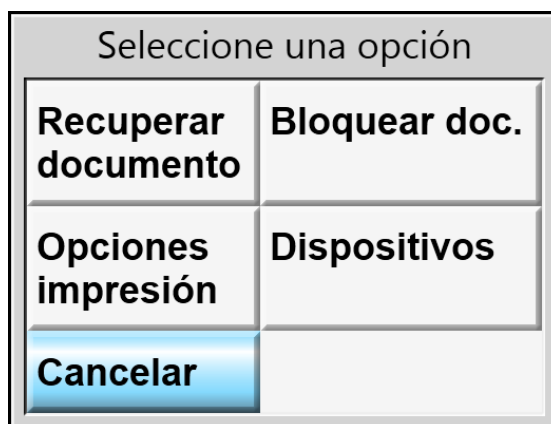 Seleccione una opción
Recuperar
documento
Bloquear doc.
Opciones
impresión
Dispositivos
Cancelar